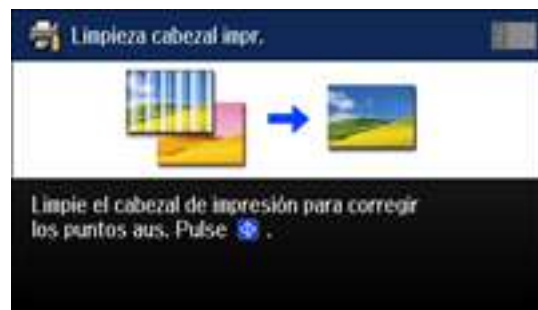 Limpieza cabezal impr.
Limpie el cabezal de impresión para corregir
los puntos aus. Pulse .